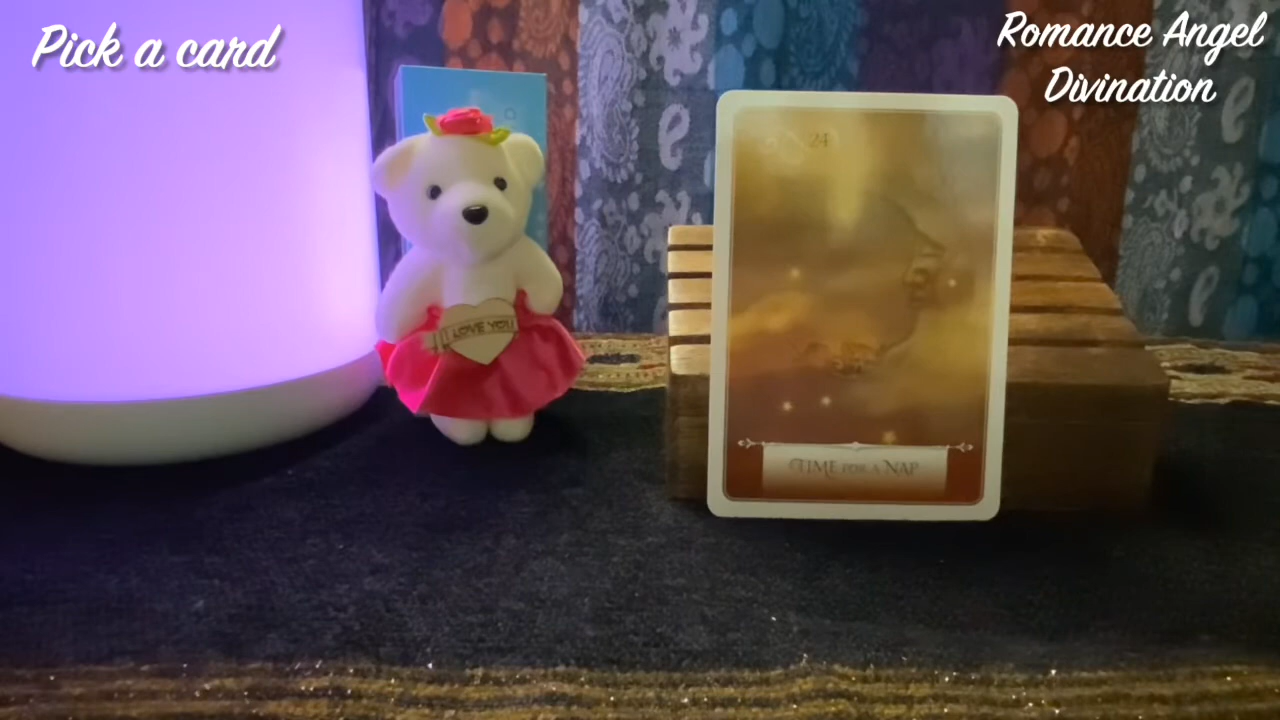 Pick a card
Romance Angel
Divination
24
I LOVE YOU
TIME FOR A NAP